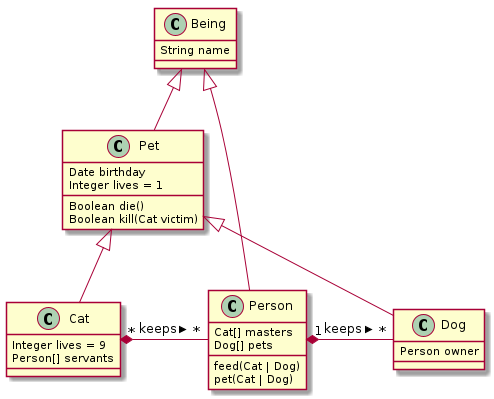 C Being
String name
C Pet
Date birthday
Integer lives = 1
Boolean die()
Boolean kill(Cat victim)
C Cat
Integer lives = 9
Person[] servants
* keeps ▶ *
C Person
Cat[] masters
Dog[] pets
feed(Cat | Dog)
pet(Cat | Dog)
1 keeps ▶ *
C Dog
Person owner